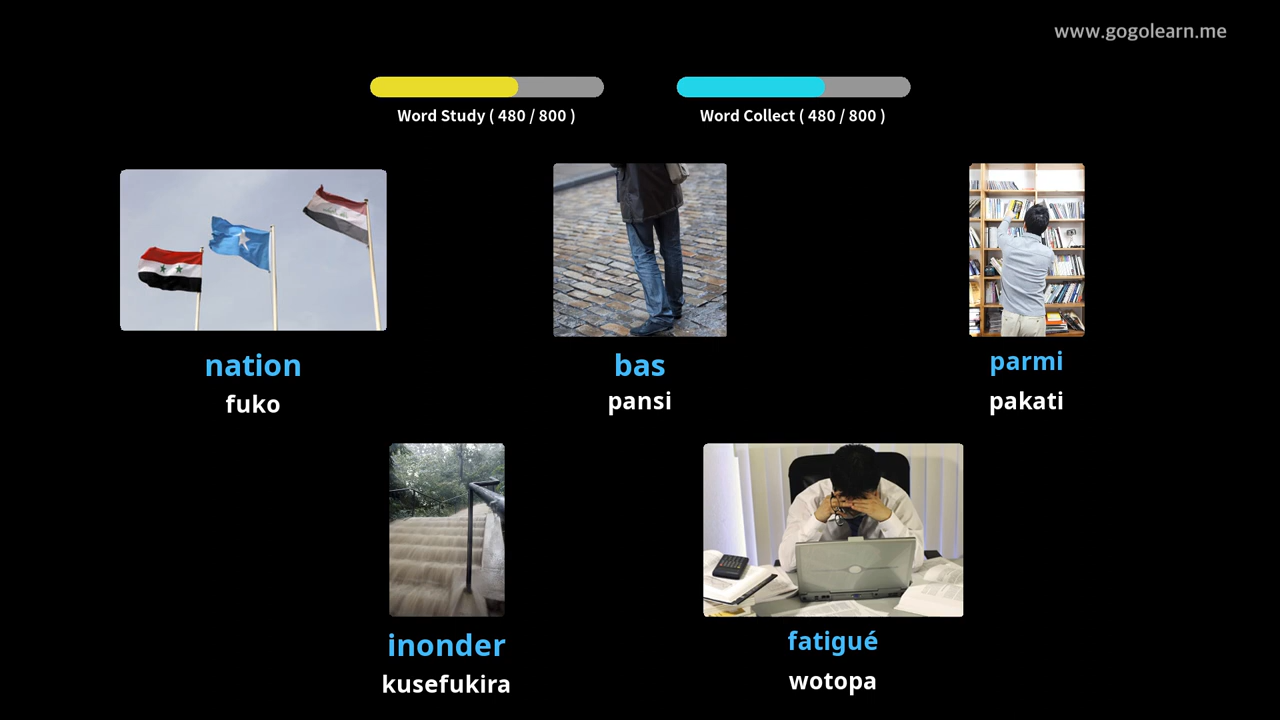 www.gogolearn.me
Word Study ( 480 / 800 )
Word Collect ( 480 / 800 )
nation
fuko
bas
pansi
parmi
pakati
inonder
kusefukira
fatigué
wotopa